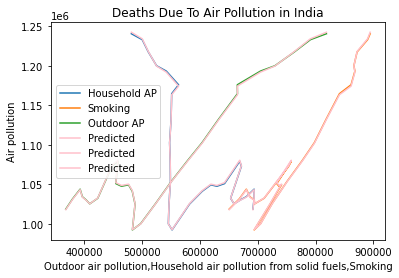 Deaths Due To Air Pollution in India
1e6
1.25
1.20
1.15
1.10
1.05
1.00
Air pollution
Household AP
Smoking
Outdoor AP
Predicted
Predicted
Predicted
400000 500000 600000 700000 800000 900000
Outdoor air pollution,Household air pollution from solid fuels,Smoking